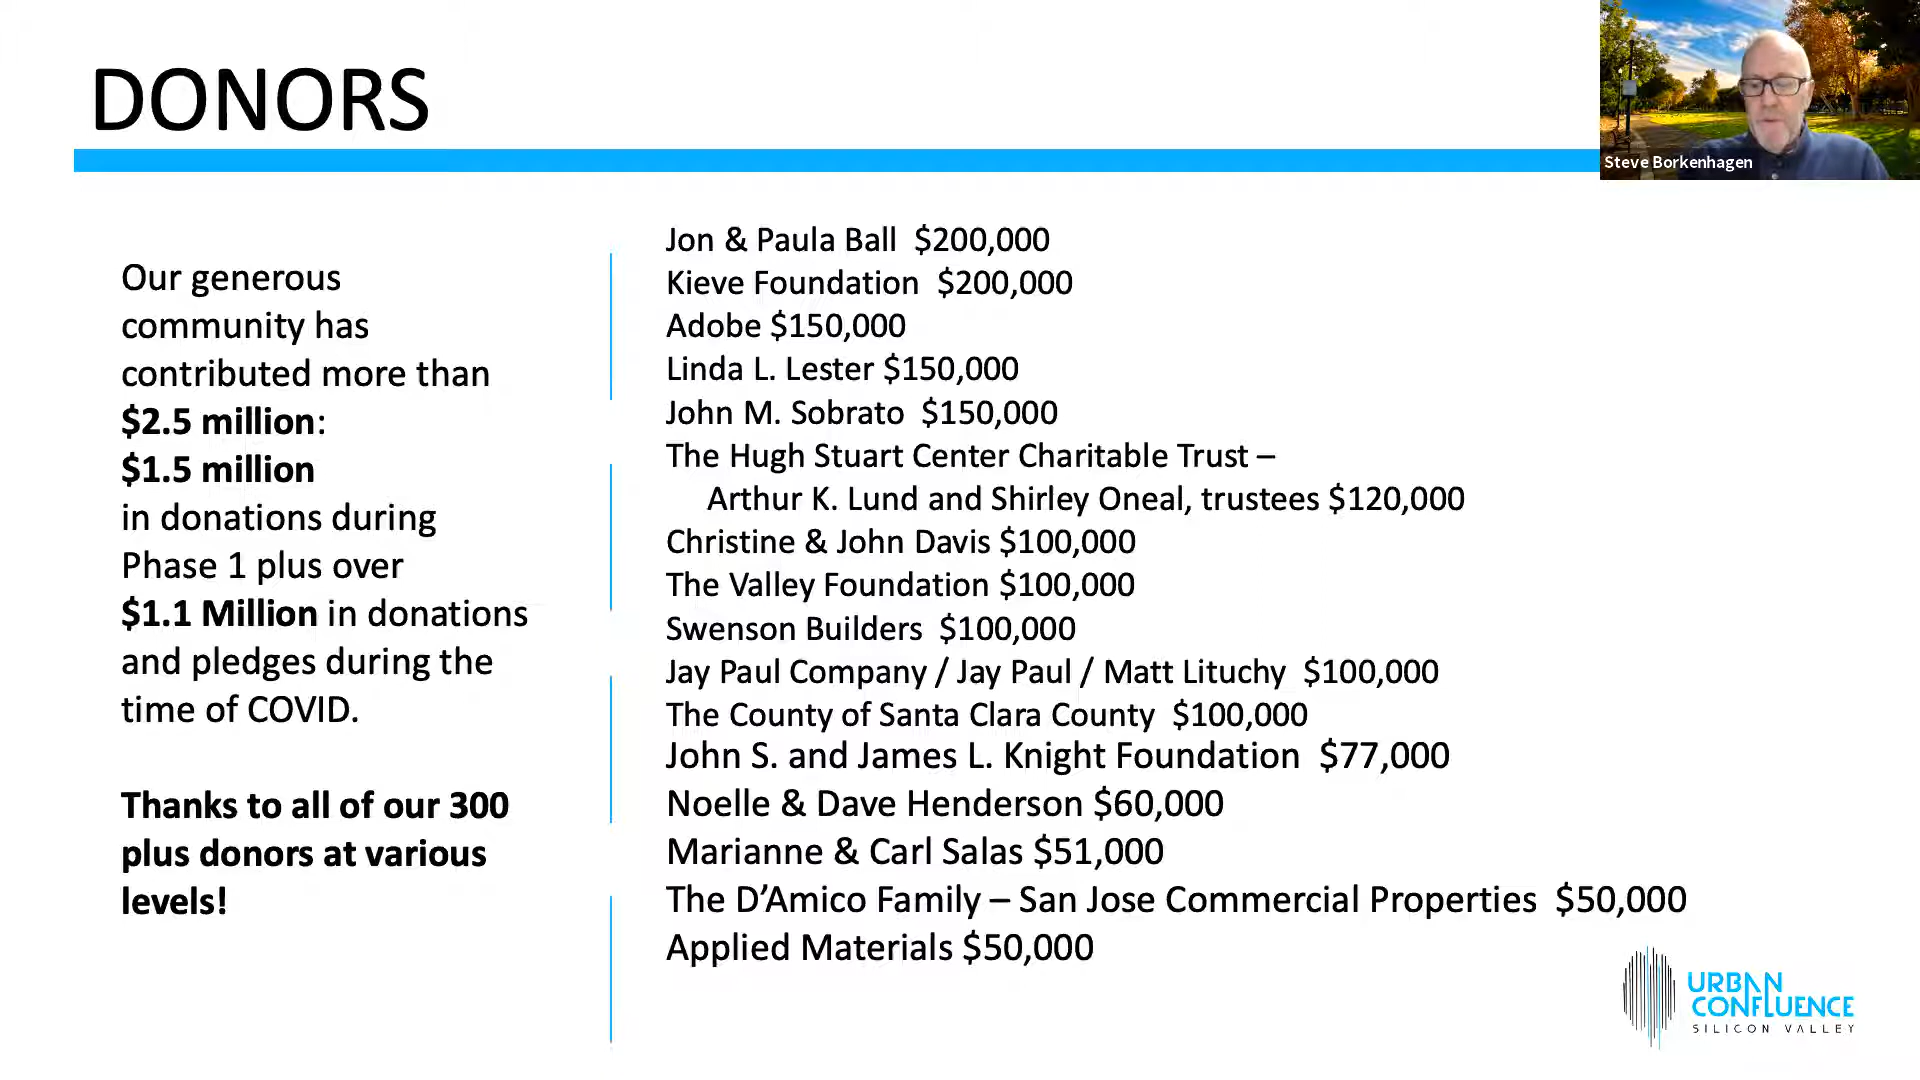 DONORS
Steve Borkenhagen
Our generous
community has
contributed more than
$2.5 million:
$1.5 million
in donations during
Phase 1 plus over
$1.1 Million in donations
and pledges during the
time of COVID.
Thanks to all of our 300
plus donors at various
levels!
Jon & Paula Ball  $200,000
Kieve Foundation  $200,000
Adobe $150,000
Linda L. Lester $150,000
John M. Sobrato  $150,000
The Hugh Stuart Center Charitable Trust –
Arthur K. Lund and Shirley Oneal, trustees $120,000
Christine & John Davis $100,000
The Valley Foundation $100,000
Swenson Builders  $100,000
Jay Paul Company / Jay Paul / Matt Lituchy  $100,000
The County of Santa Clara County  $100,000
John S. and James L. Knight Foundation  $77,000
Noelle & Dave Henderson $60,000
Marianne & Carl Salas $51,000
The D’Amico Family – San Jose Commercial Properties  $50,000
Applied Materials $50,000
URBAN
CONFLUENCE
SILICON VALLEY